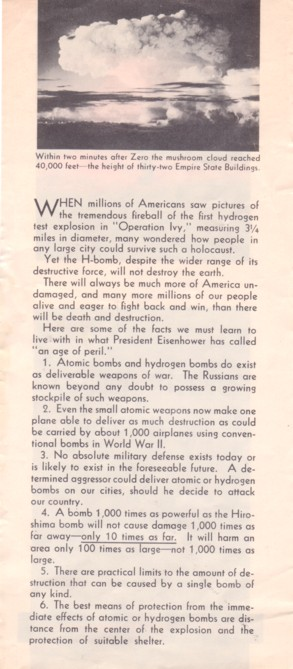 Within two minutes after Zero the mushroom cloud reached
40,000 feet—the height of thirty-two Empire State Buildings.
WHEN millions of Americans saw pictures of
the tremendous fireball of the first hydrogen
test explosion in "Operation Ivy," measuring 3¼
miles in diameter, many wondered how people in
any large city could survive such a holocaust.
Yet the H-bomb, despite the wider range of its
destructive force, will not destroy the earth.
There will always be much more of America un-
damaged, and many more millions of our people
alive and eager to fight back and win, than there
will be death and destruction.
Here are some of the facts we must learn to
live with in what President Eisenhower has called
"an age of peril."
1. Atomic bombs and hydrogen bombs do exist
as deliverable weapons of war. The Russians are
known beyond any doubt to possess a growing
stockpile of such weapons.
2. Even the small atomic weapons now make one
plane able to deliver as much destruction as could
be carried by about 1,000 airplanes using conven-
tional bombs in World War II.
3. No absolute military defense exists today or
is likely to exist in the foreseeable future. A de-
termined aggressor could deliver atomic or hydrogen
bombs on our cities, should he decide to attack
our country.
4. A bomb 1,000 times as powerful as the Hiro-
shima bomb will not cause damage 1,000 times as
far away—only 10 times as far. It will harm an
area only 100 times as large—not 1,000 times as
large.
5. There are practical limits to the amount of de-
struction that can be caused by a single bomb of
any kind.
6. The best means of protection from the imme-
diate effects of atomic or hydrogen bombs are dis-
tance from the center of the explosion and the
protection of suitable shelter.